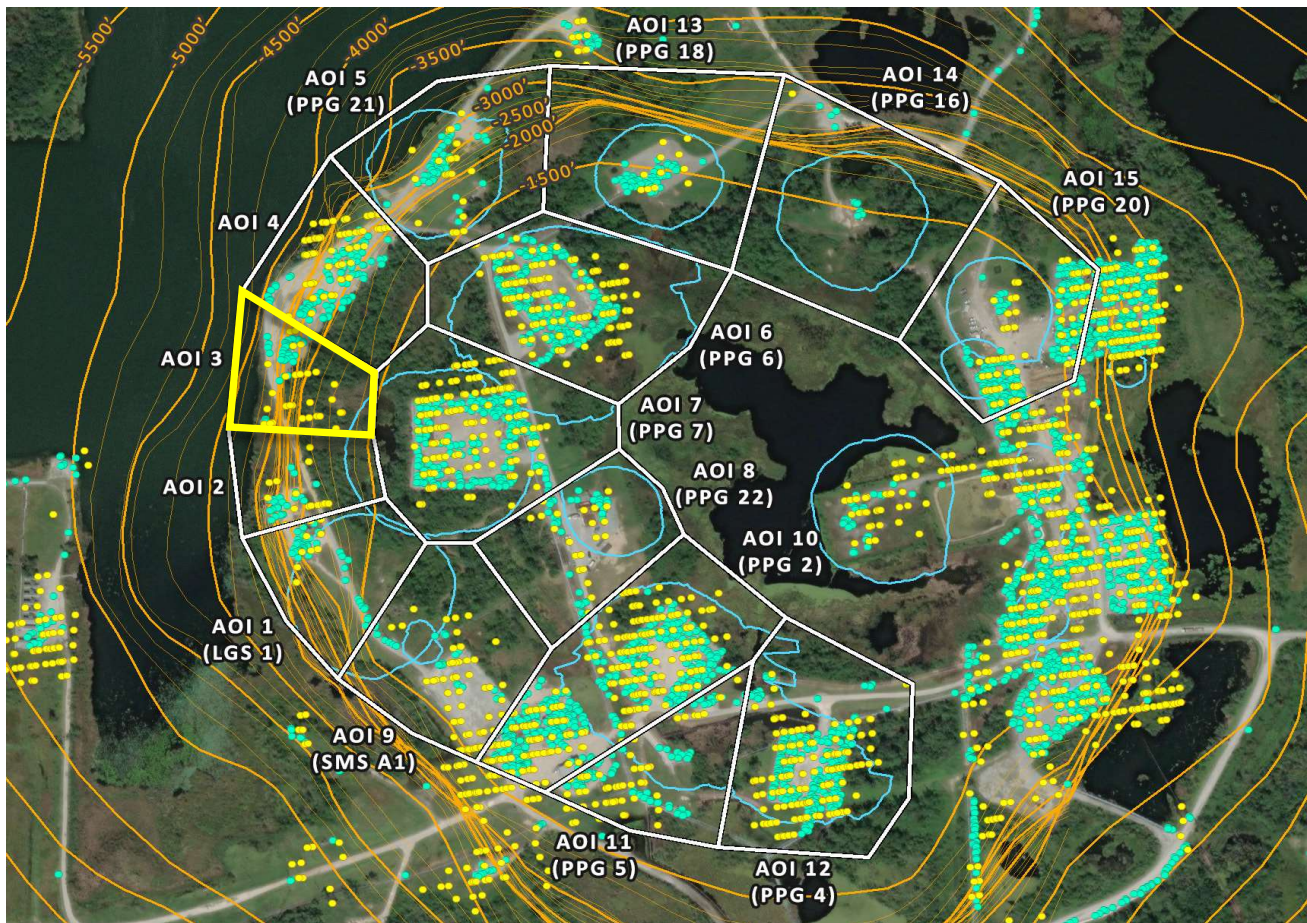 -5500'
-5000'
-4500'
-4000'
-3500'
-3000'
-2500'
-2000'
-1500'
AOI 13
(PPG 18)
AOI 14
(PPG 16)
AOI 5
(PPG 21)
AOI 15
(PPG 20)
AOI 4
AOI 3
AOI 6
(PPG 6)
AOI 7
(PPG 7)
AOI 2
AOI 8
(PPG 22)
AOI 10
(PPG 2)
AOI 1
(LGS 1)
AOI 9
(SMS A1)
AOI 11
(PPG 5)
AOI 12
(PPG 4)